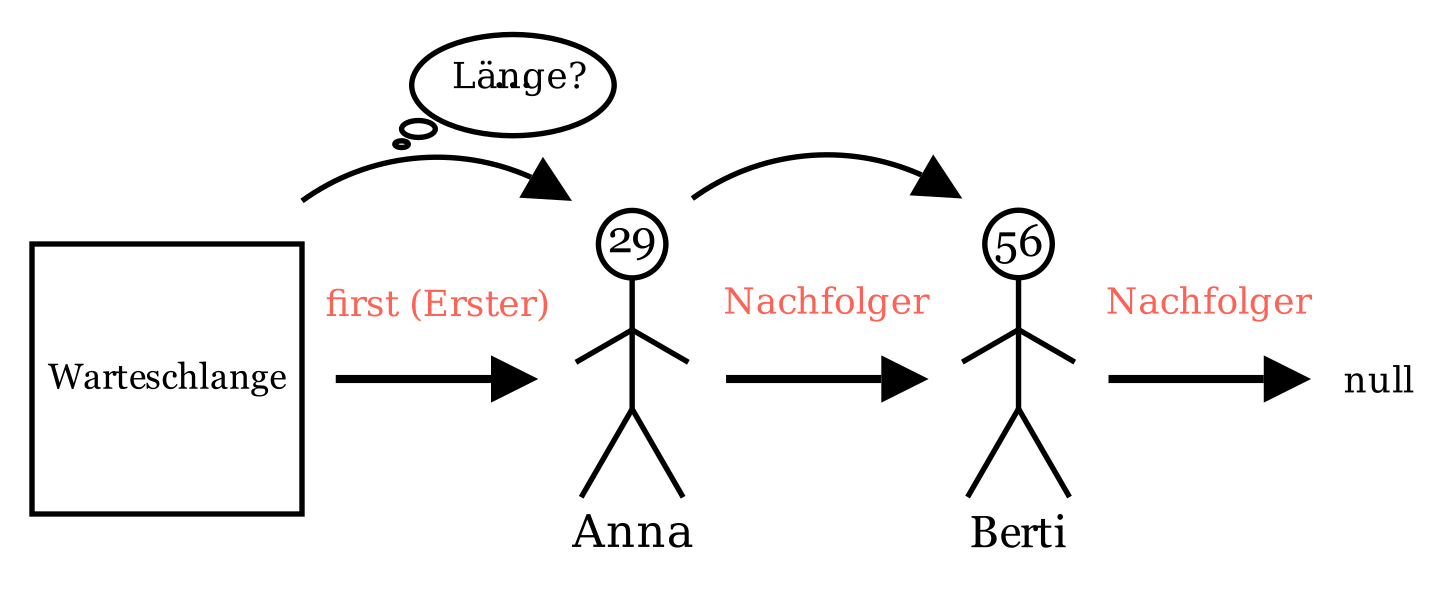 Länge?
...
29
56
first (Erster)
Nachfolger
Nachfolger
Warteschlange
null
Anna
Berti